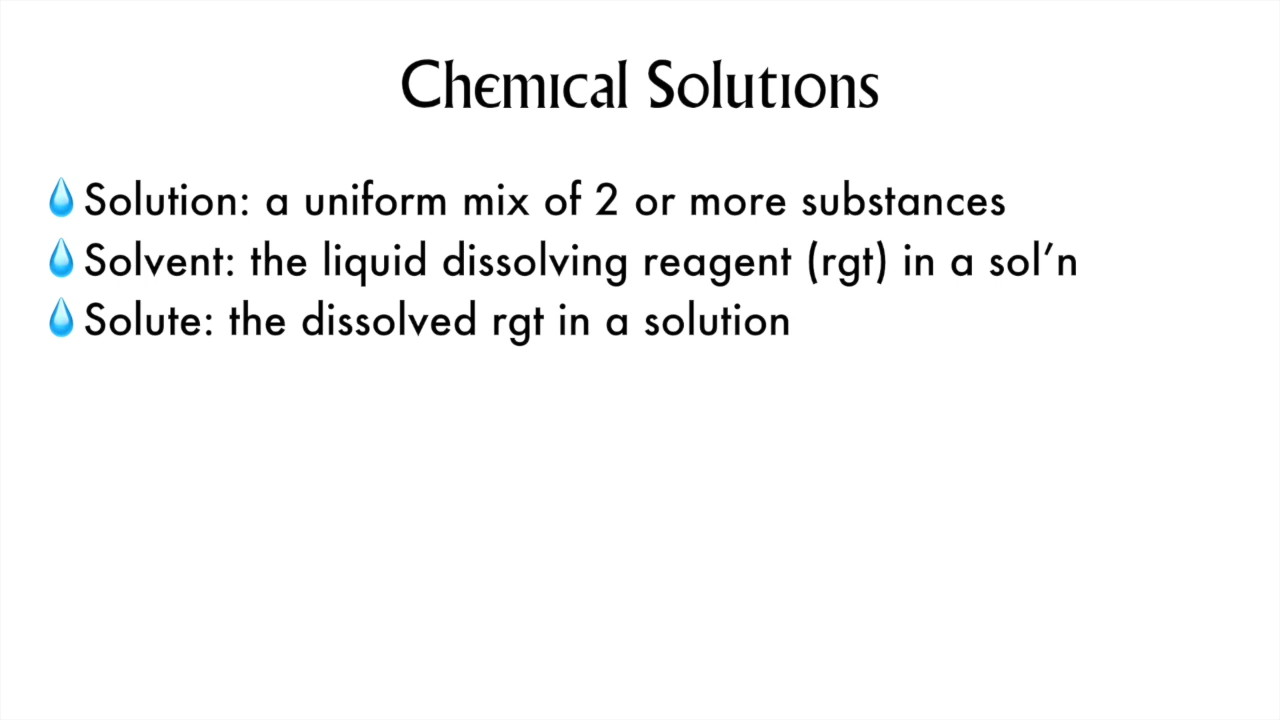 Chemical Solutions
💧Solution: a uniform mix of 2 or more substances
💧Solvent: the liquid dissolving reagent (rgt) in a sol’n
💧Solute: the dissolved rgt in a solution